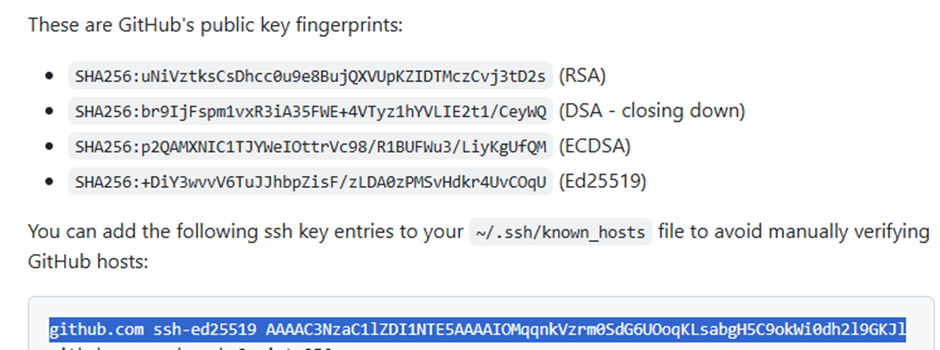 These are GitHub's public key fingerprints:
SHA256:uNiVztksCsDhcc0u9e8BujQXVUpKZIDTMczCvj3tD2s (RSA)
SHA256:br9IjFspm1vxR3iA35FWE+4VTyz1hYVLIE2t1/CeyWQ (DSA - closing down)
SHA256:p2QAMXNIC1TJYWeIOttrVc98/R1BUFWu3/LiyKgUfQM (ECDSA)
SHA256:+DiY3wvvV6TuJJhbpZisF/zLDA0zPMSvHdkr4UvCOqU (Ed25519)
You can add the following ssh key entries to your ~/.ssh/known_hosts file to avoid manually verifying
GitHub hosts:
github.com ssh-ed25519 AAAAC3NzaC1lZDI1NTE5AAAAIOMqqnkVzrm0SdG6UOoqKLsabgH5C9okWi0dh2l9GKJl